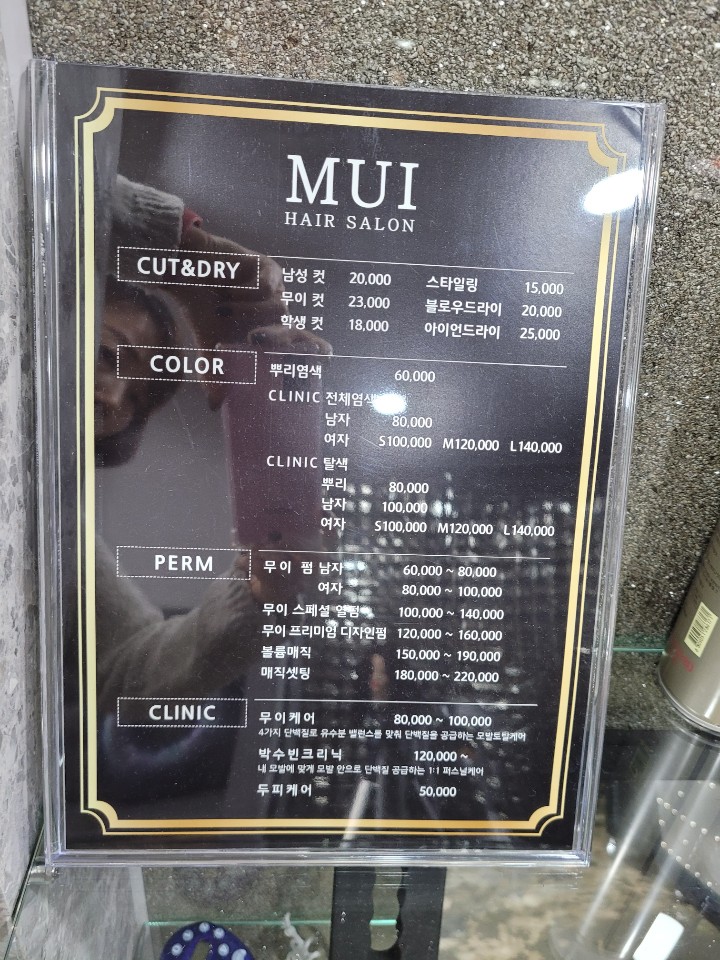 MUI
HAIR SALON
CUT&DRY
남성 컷 20,000 스타일링 15,000
무이 컷 23,000 블로우드라이 20,000
학생 컷 18,000 아이언드라이 25,000
COLOR
뿌리염색 60,000
CLINIC 전체염색
남자 80,000
여자 S100,000 M120,000 L140,000
CLINIC 탈색
뿌리 80,000
남자 100,000
여자 S100,000 M120,000 L140,000
PERM
무이 펌 남자 60,000 ~ 80,000
여자 80,000 ~ 100,000
무이 스페셜 열펌 100,000 ~ 140,000
무이 프리미엄 디자인펌 120,000 ~ 160,000
볼륨매직 150,000 ~ 190,000
매직셋팅 180,000 ~ 220,000
CLINIC
무이케어 80,000 ~ 100,000
4가지 단백질로 유수분 밸런스를 맞춰 단백질을 공급하는 모발토탈케어
박수빈크리닉 120,000 ~
내 모발에 맞게 모발 안으로 단백질 공급하는 1:1 퍼스널케어
두피케어 50,000